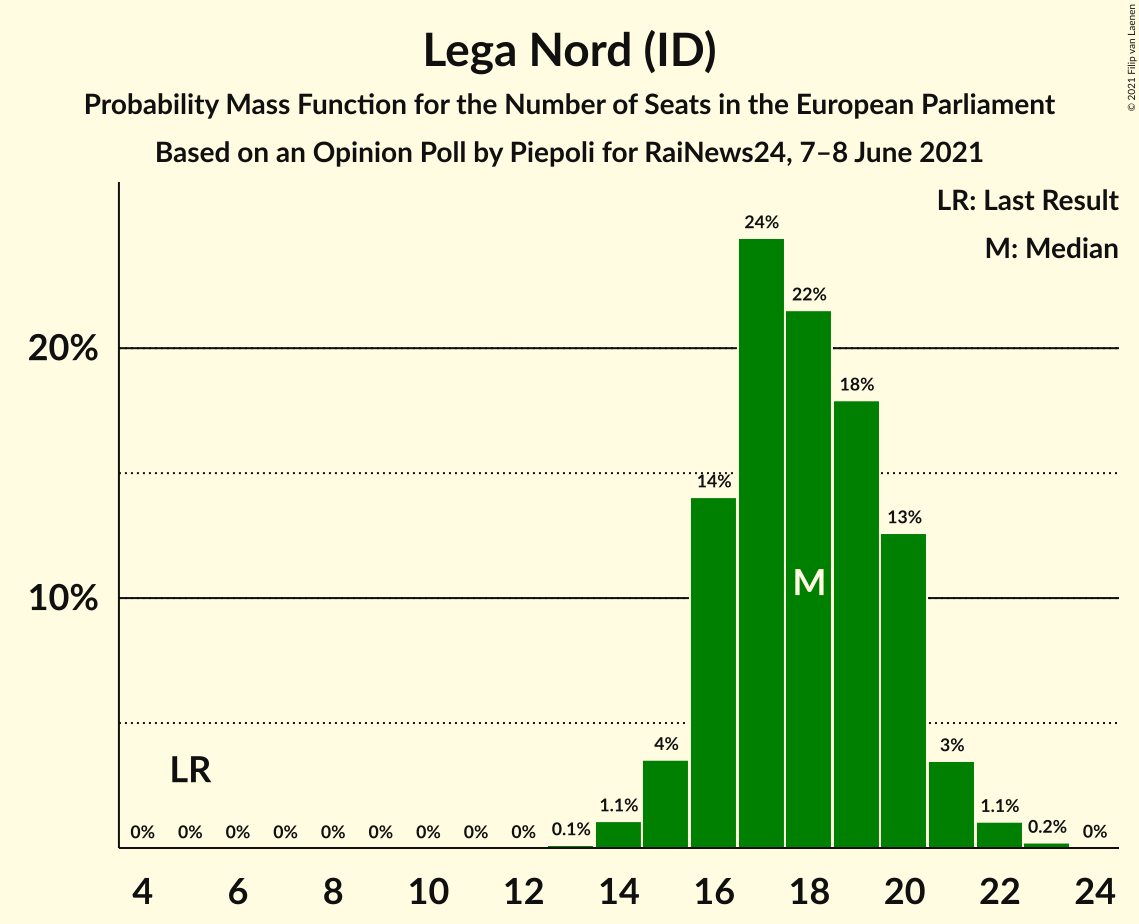 Lega Nord (ID)
Probability Mass Function for the Number of Seats in the European Parliament
Based on an Opinion Poll by Piepoli for RaiNews24, 7–8 June 2021
© 2021 Filip van Laenen
LR: Last Result
M: Median
20%
10%
0% 0% 0% 0% 0% 0% 0% 0% 0% 0.1% 1.1% 4% 14% 24% 22% 18% 13% 3% 1.1% 0.2% 0%
LR
M
4 6 8 10 12 14 16 18 20 22 24